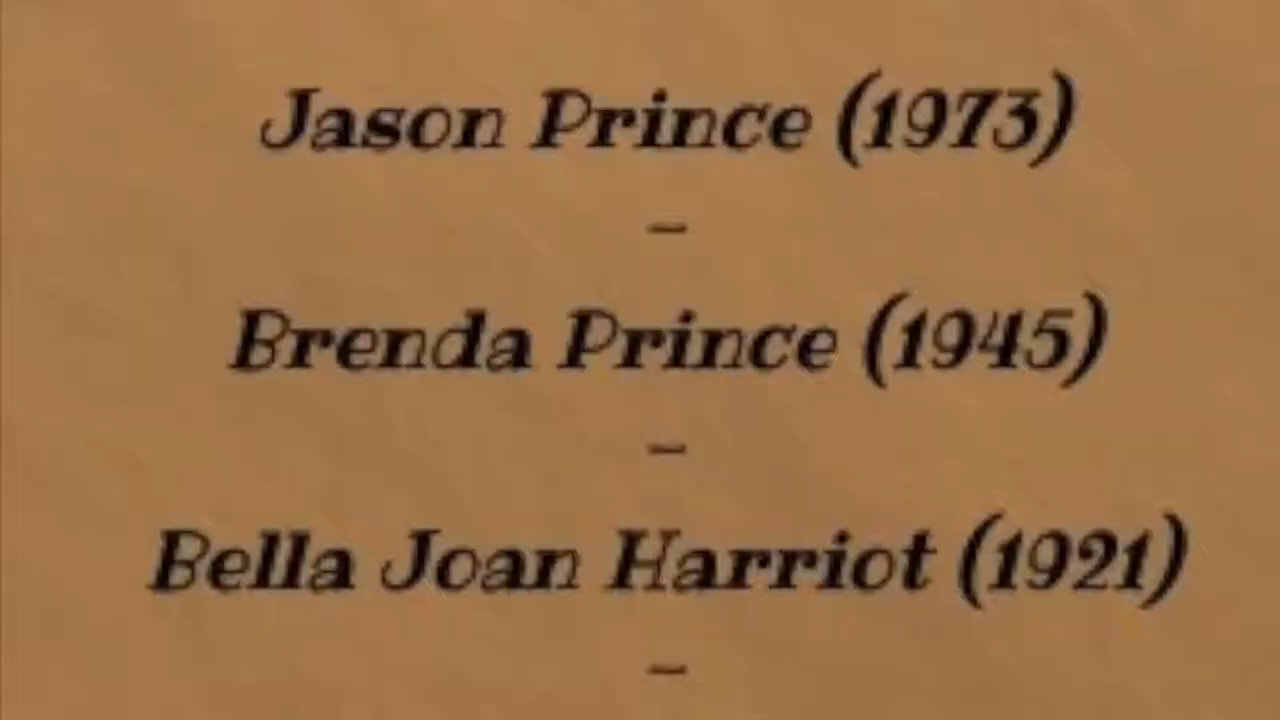 Jason Prince (1973)
–
Brenda Prince (1945)
–
Bella Joan Harriot (1921)
–